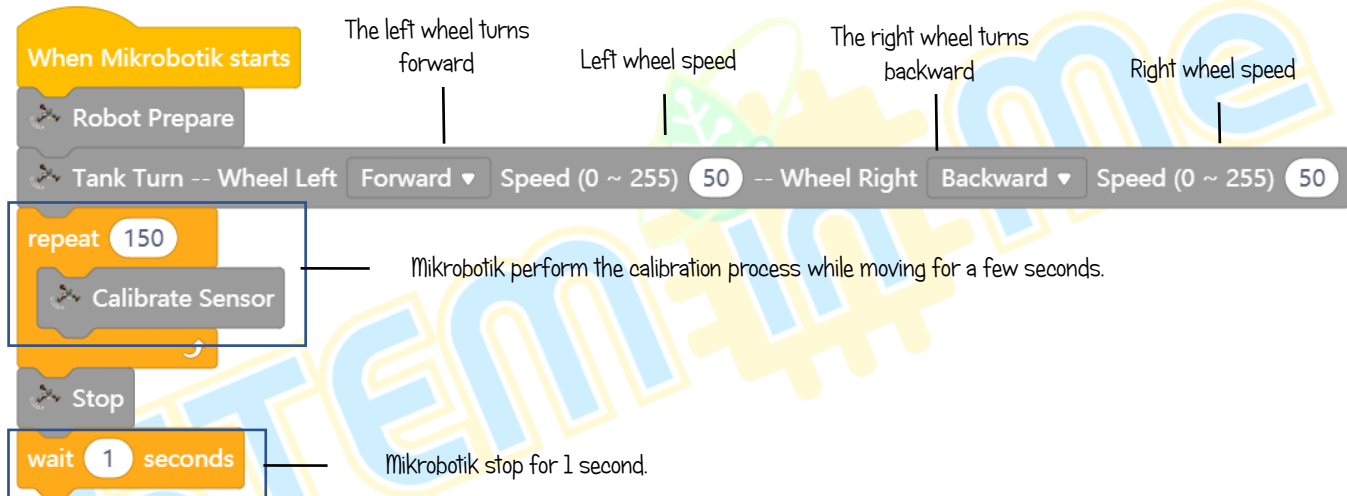 The left wheel turns
forward
Left wheel speed
The right wheel turns
backward
Right wheel speed
When Mikrobotik starts
Robot Prepare
Tank Turn -- Wheel Left Forward ▼ Speed (0 ~ 255) 50 -- Wheel Right Backward ▼ Speed (0 ~ 255) 50
repeat 150
Calibrate Sensor
Mikrobotik perform the calibration process while moving for a few seconds.
Stop
wait 1 seconds
Mikrobotik stop for 1 second.
STEM in me